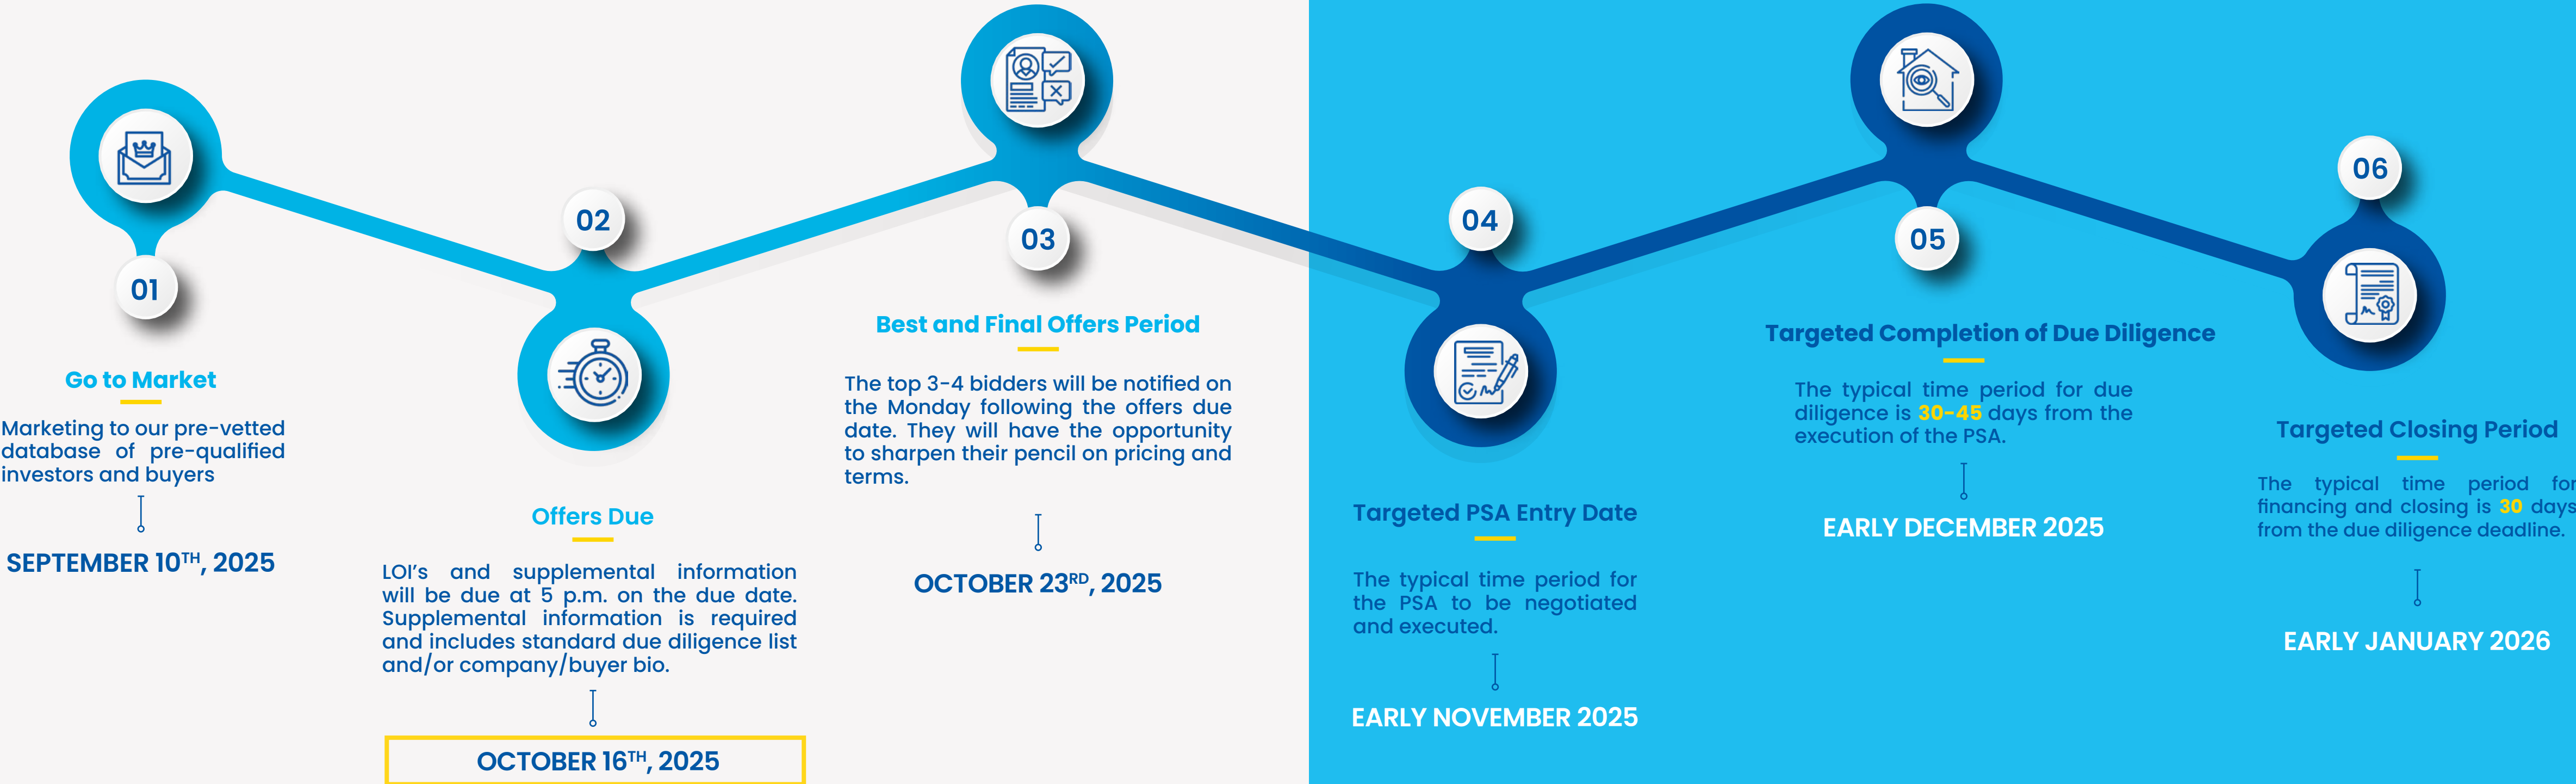 01
Go to Market
Marketing to our pre-vetted
database of pre-qualified
investors and buyers
SEPTEMBER 10TH, 2025
02
Offers Due
LOI's and supplemental information
will be due at 5 p.m. on the due date.
Supplemental information is required
and includes standard due diligence list
and/or company/buyer bio.
OCTOBER 16TH, 2025
03
Best and Final Offers Period
The top 3-4 bidders will be notified on
the Monday following the offers due
date. They will have the opportunity
to sharpen their pencil on pricing and
terms.
OCTOBER 23RD, 2025
04
Targeted PSA Entry Date
The typical time period for
the PSA to be negotiated
and executed.
EARLY NOVEMBER 2025
05
Targeted Completion of Due Diligence
The typical time period for due
diligence is 30-45 days from the
execution of the PSA.
EARLY DECEMBER 2025
06
Targeted Closing Period
The typical time period for
financing and closing is 30 days
from the due diligence deadline.
EARLY JANUARY 2026